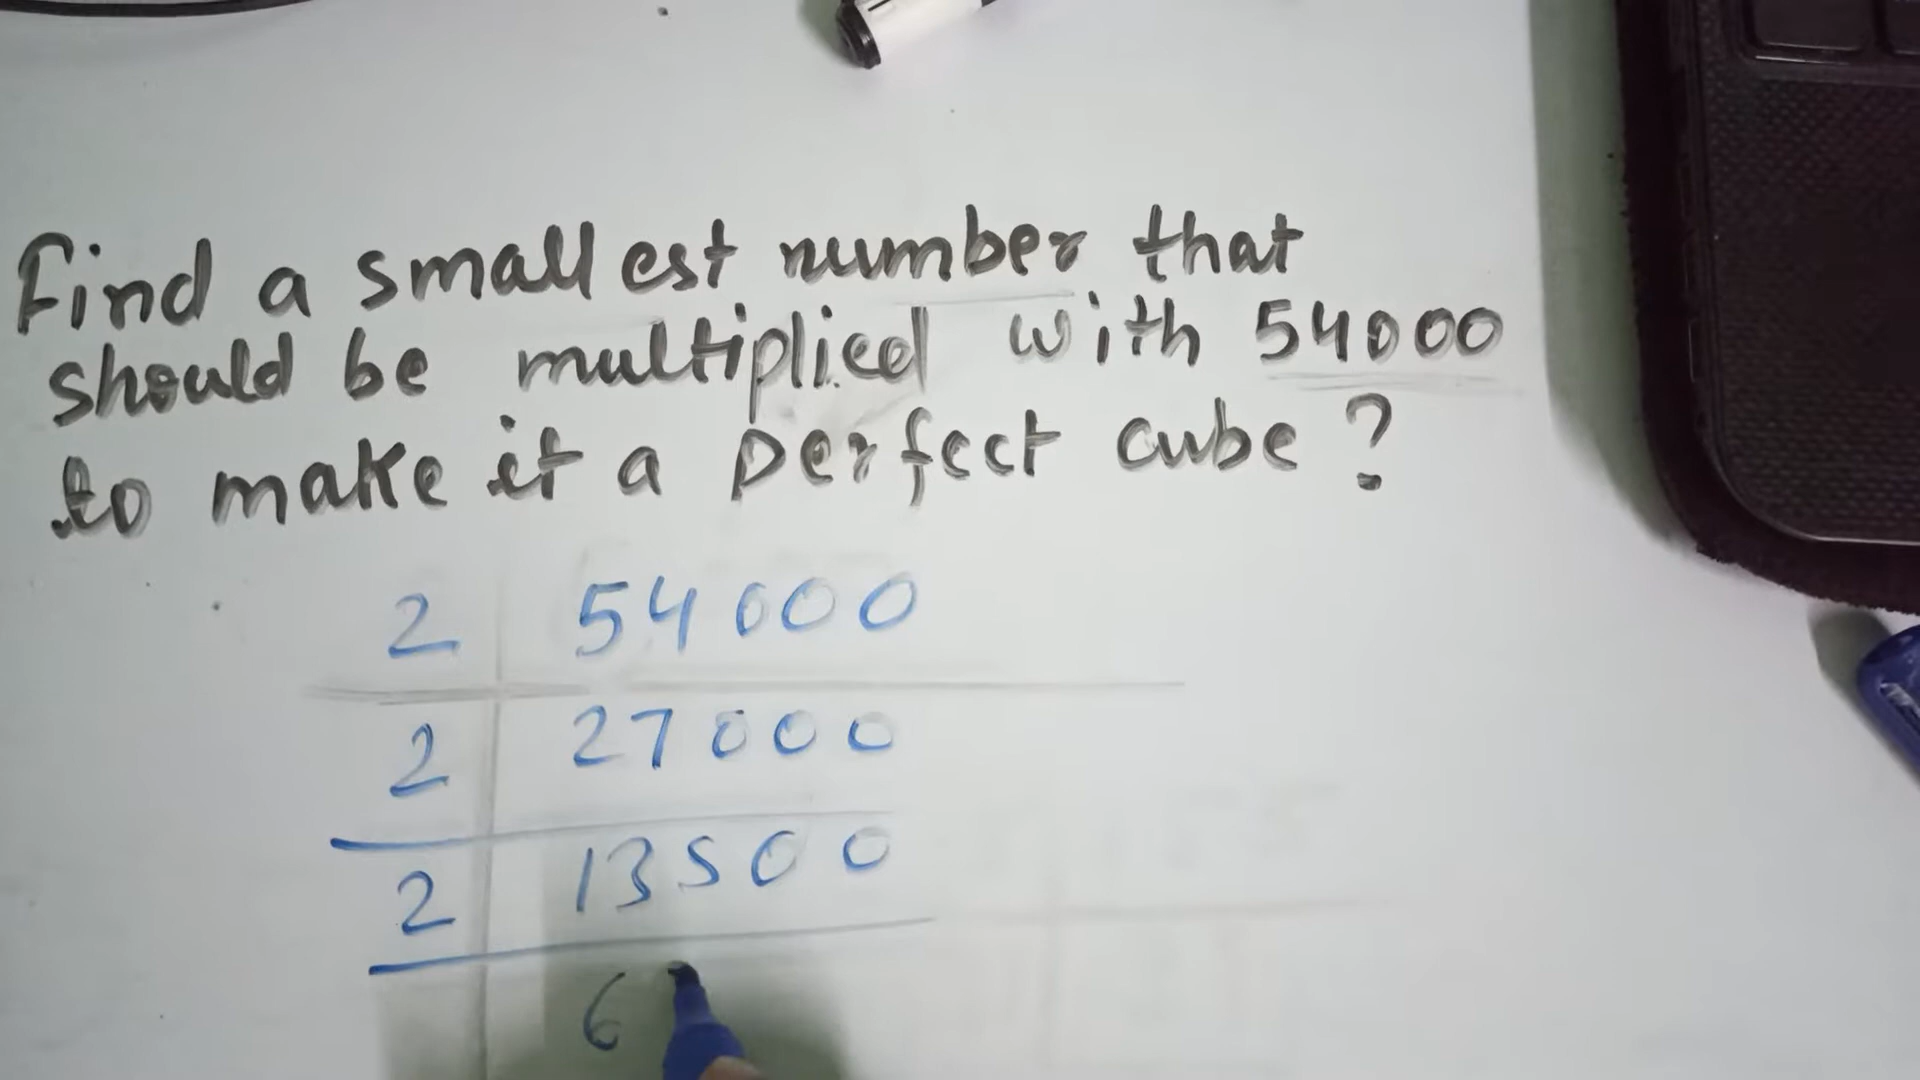 Find a smallest number that
should be multiplied with 54000
to make it a perfect cube?
2 54000
2 27000
2 13500
6